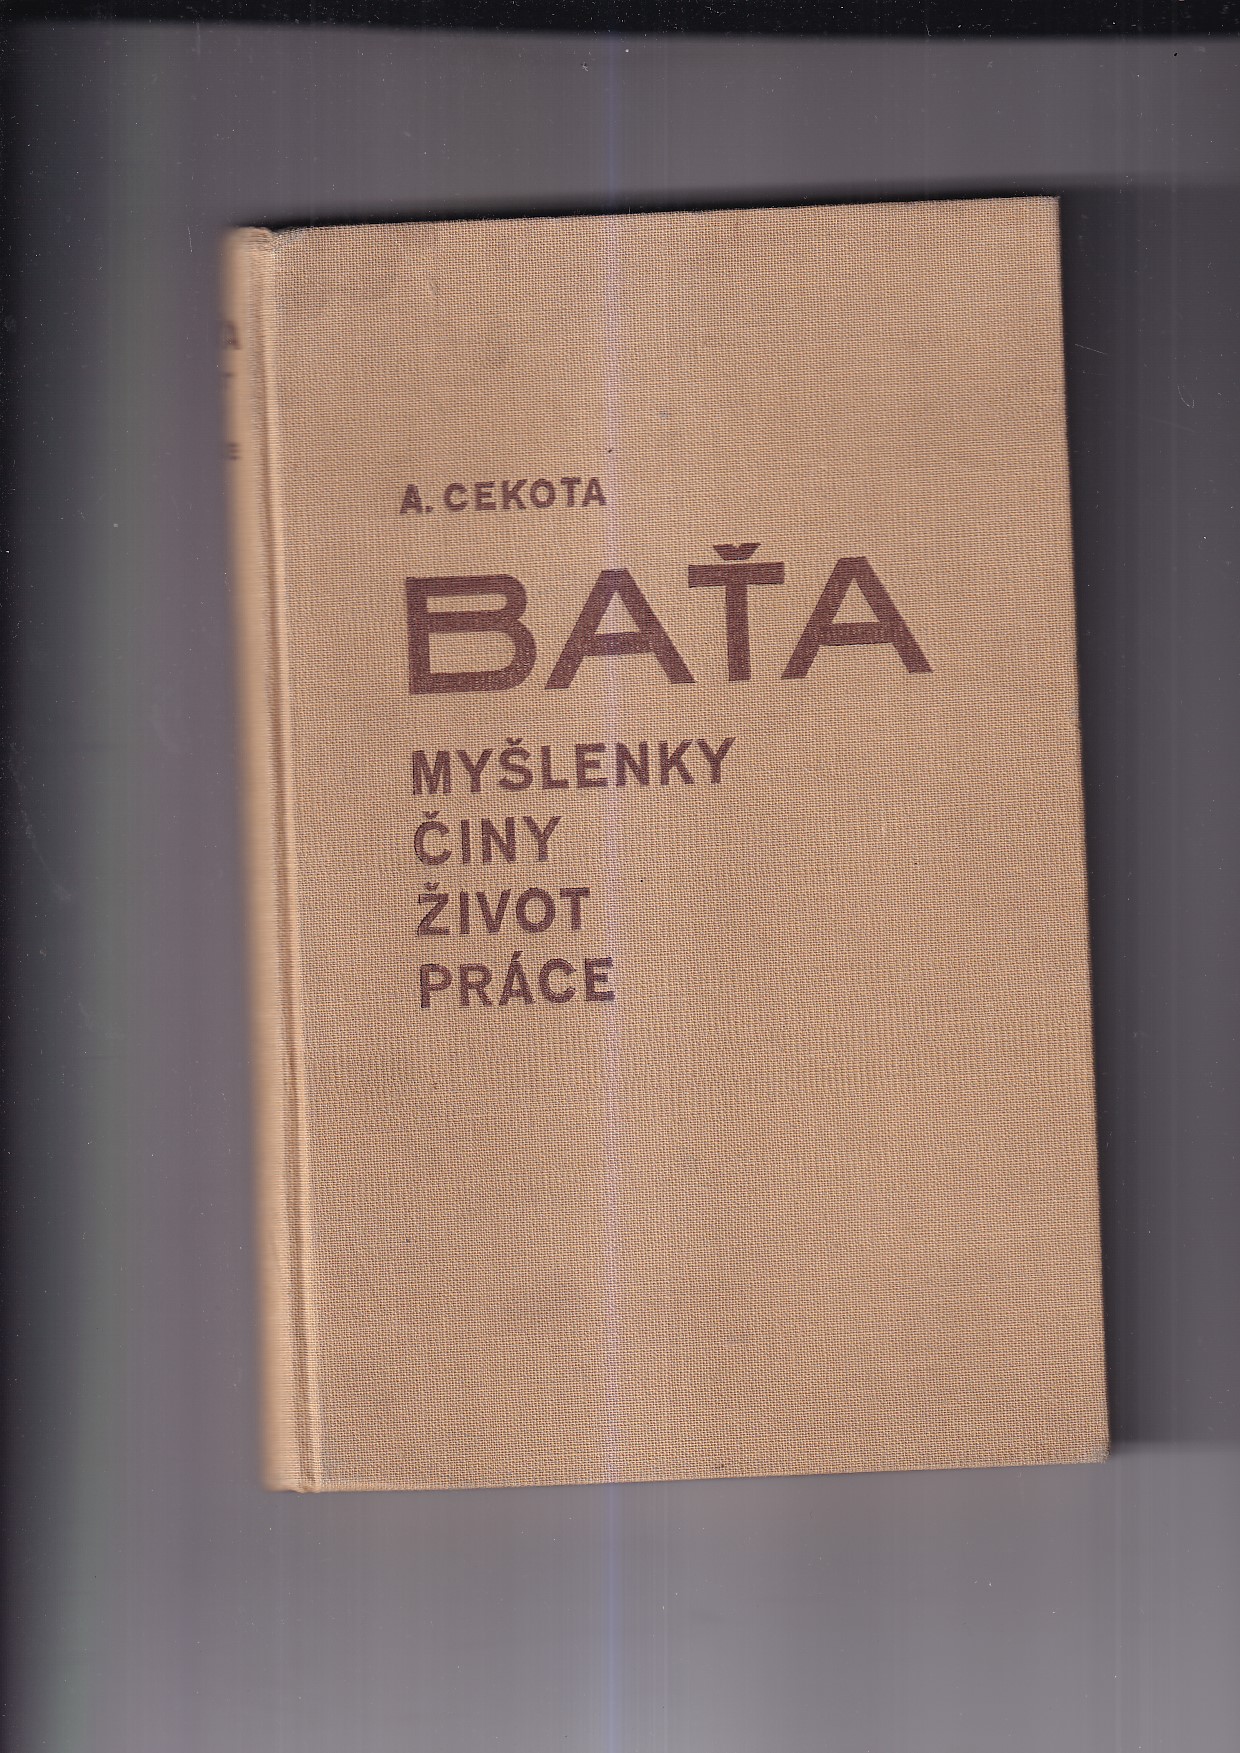 A. CEKOTA
BAŤA
MYŠLENKY
ČINY
ŽIVOT
PRÁCE